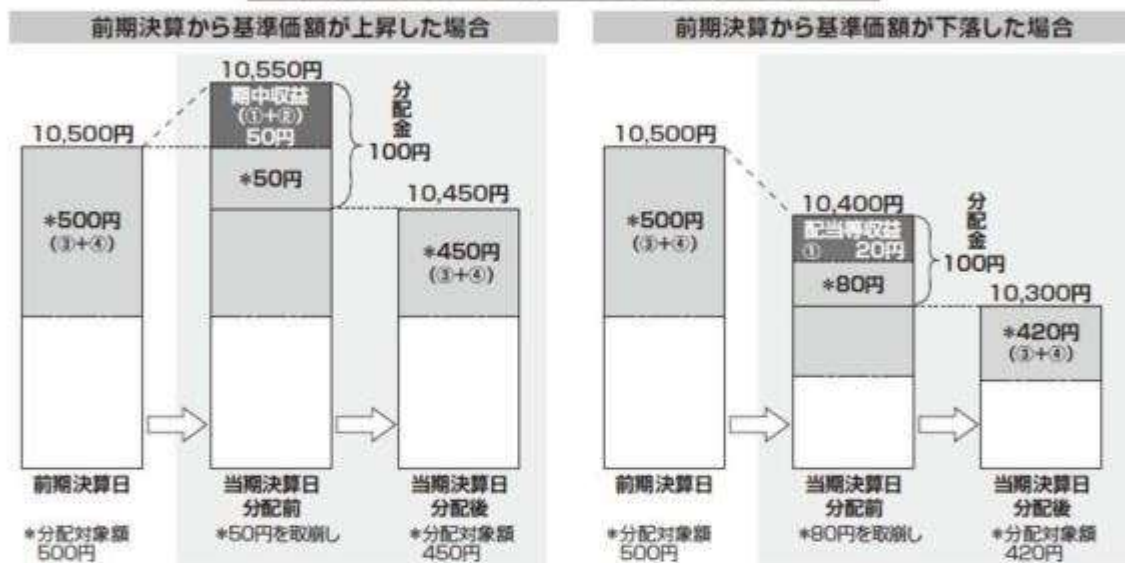 前期決算から基準価額が上昇した場合
10,550円
期中収益
(①+②)
50円
分配金
100円
10,500円
*50円
10,450円
*500円
(③+④)
*450円
(③+④)
前期決算日
当期決算日
分配前
当期決算日
分配後
*分配対象額
500円
*50円を取崩し
*分配対象額
450円
前期決算から基準価額が下落した場合
10,500円
10,400円
配当等収益
① 20円
分配金
100円
*500円
(③+④)
*80円
10,300円
*420円
(③+④)
前期決算日
当期決算日
分配前
当期決算日
分配後
*分配対象額
500円
*80円を取崩し
*分配対象額
420円